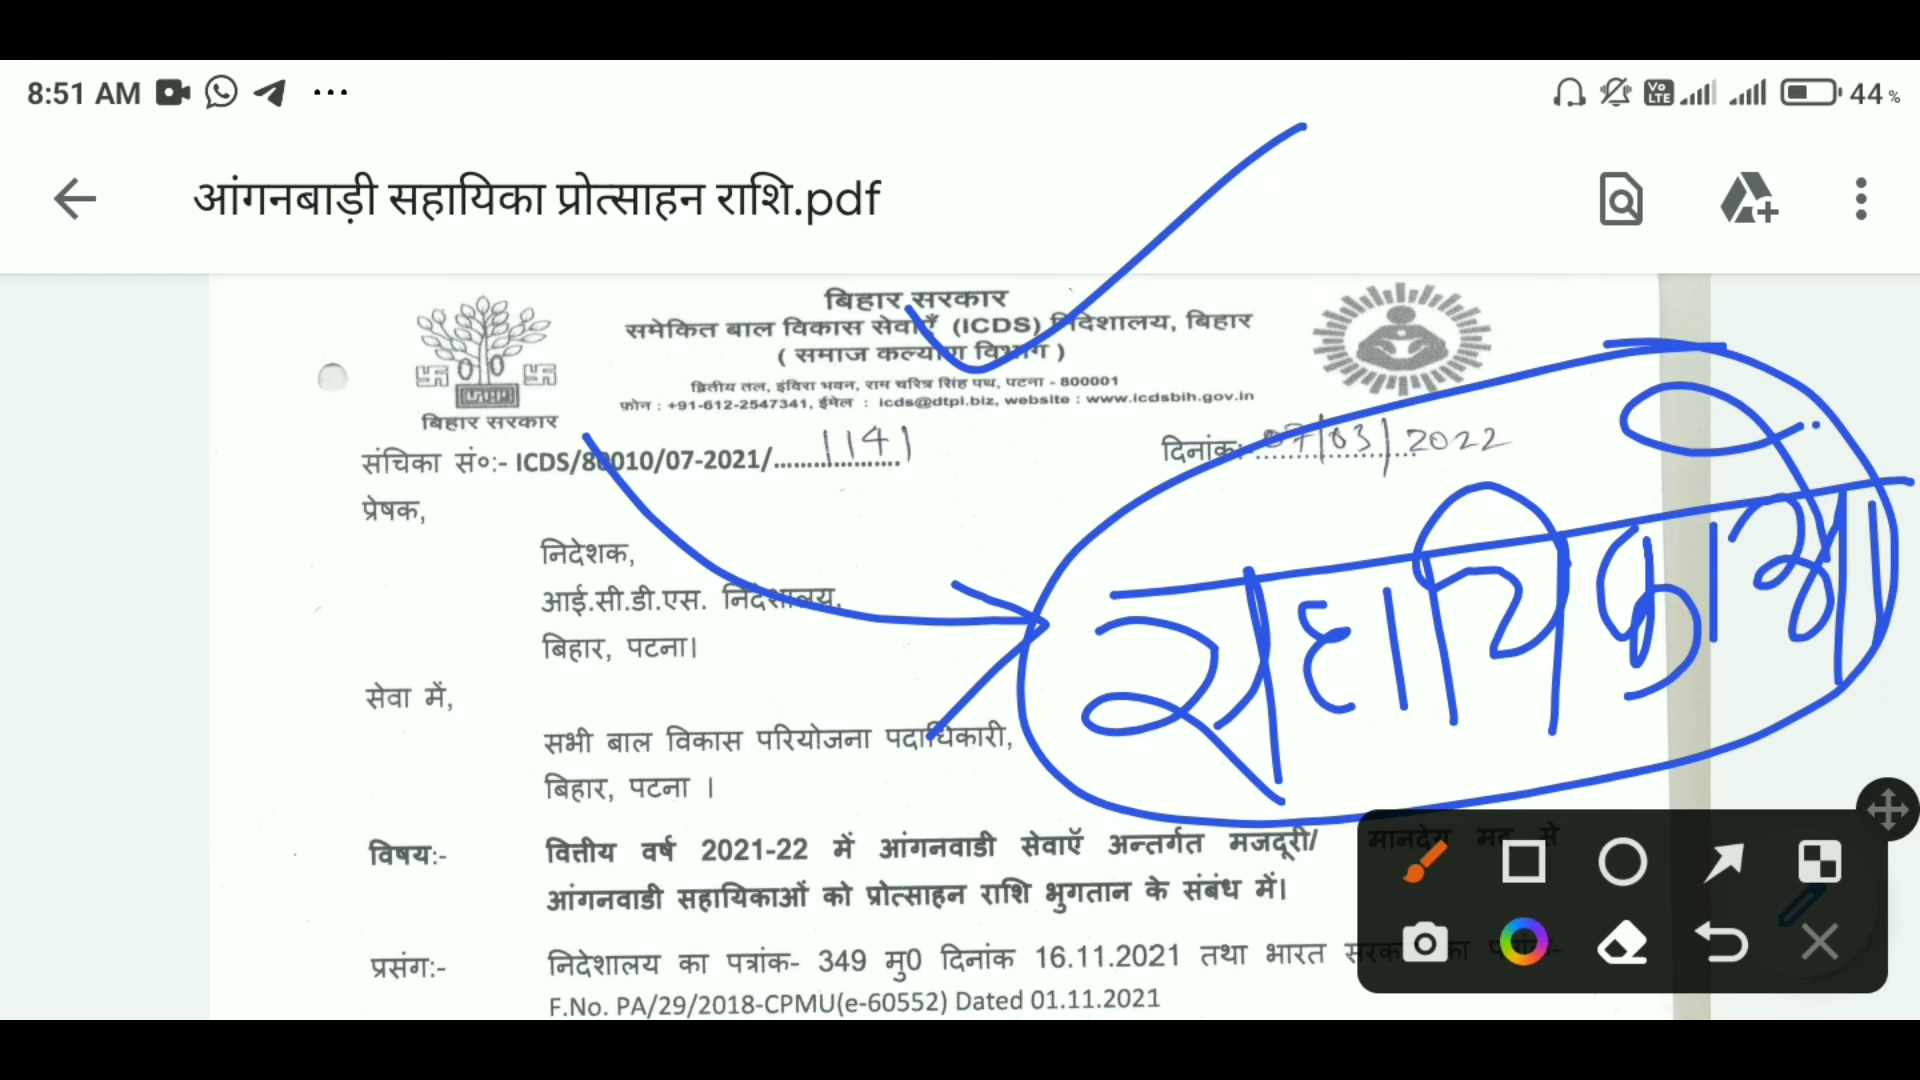 8:51 AM
44 %
आंगनबाड़ी सहायिका प्रोत्साहन राशि.pdf
बिहार सरकार
समेकित बाल विकास सेवाएँ (ICDS) निदेशालय, बिहार
( समाज कल्याण विभाग )
द्वितीय तल, इंदिरा भवन, राम चरित्र सिंह पथ, पटना - 800001
फ़ोन : +91-612-2547341, ईमेल : icds@dtpl.biz, website : www.icdsbih.gov.in
बिहार सरकार
संचिका सं०:- ICDS/80010/07-2021/..................1141
दिनांक:- 07/03/2022
प्रेषक,
निदेशक,
आई.सी.डी.एस. निदेशालय,
बिहार, पटना।
सहायिकाओं
सेवा में,
सभी बाल विकास परियोजना पदाधिकारी,
बिहार, पटना ।
विषय:- वित्तीय वर्ष 2021-22 में आंगनवाडी सेवाएँ अन्तर्गत मजदूरी/ मानदेय मद से
आंगनवाडी सहायिकाओं को प्रोत्साहन राशि भुगतान के संबंध में।
प्रसंग:- निदेशालय का पत्रांक- 349 मु0 दिनांक 16.11.2021 तथा भारत सरकार का पत्रांक-
F.No. PA/29/2018-CPMU(e-60552) Dated 01.11.2021